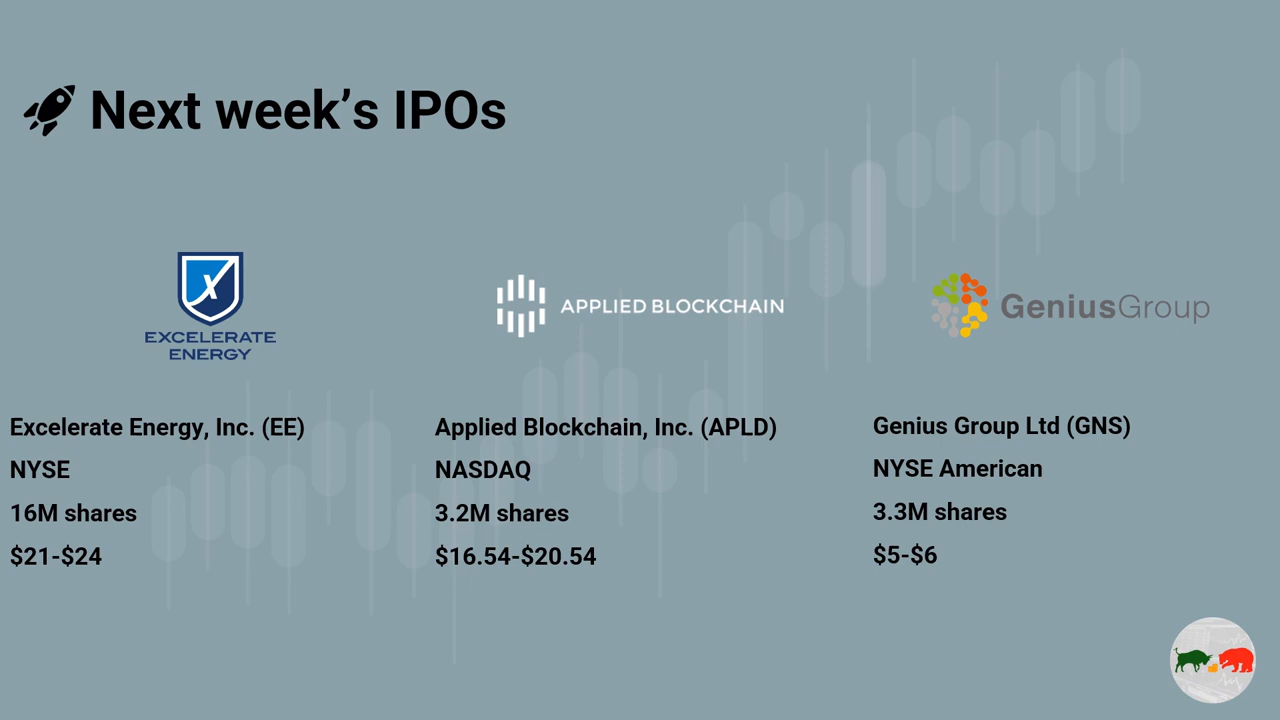 Next week’s IPOs
EXCELERATE
ENERGY
Excelerate Energy, Inc. (EE)
NYSE
16M shares
$21-$24
APPLIED BLOCKCHAIN
Applied Blockchain, Inc. (APLD)
NASDAQ
3.2M shares
$16.54-$20.54
GeniusGroup
Genius Group Ltd (GNS)
NYSE American
3.3M shares
$5-$6